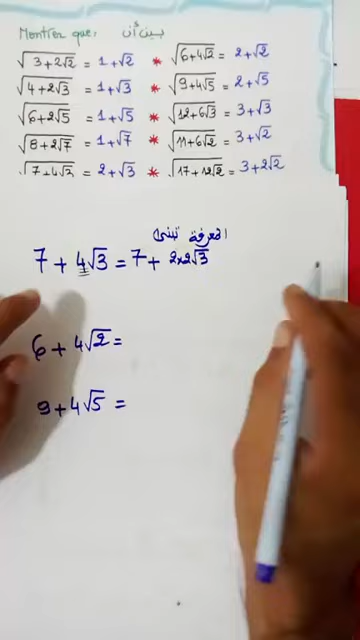 Montrer que: بين أن
√3+2√2 = 1+√2 * √6+4√2 = 2+√2
√4+2√3 = 1+√3 * √9+4√5 = 2+√5
√6+2√5 = 1+√5 * √12+6√3 = 3+√3
√8+2√7 = 1+√7 * √11+6√2 = 3+√2
√7+4√3 = 2+√3 * √17+12√2 = 3+2√2
المعرفة تبنى
7 + 4√3 = 7 + 2×2√3
6 + 4√2 =
9 + 4√5 =